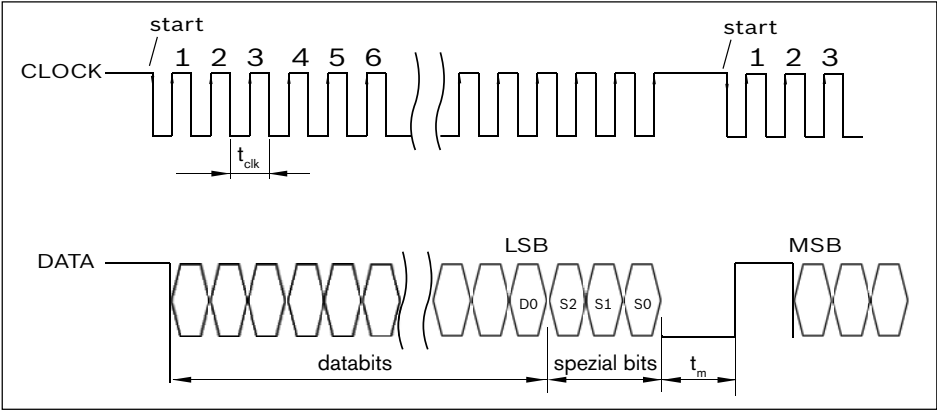 start start
1 2 3 4 5 6 1 2 3
CLOCK
t_clk
LSB MSB
DATA
D0 S2 S1 S0
databits spezial bits t_m